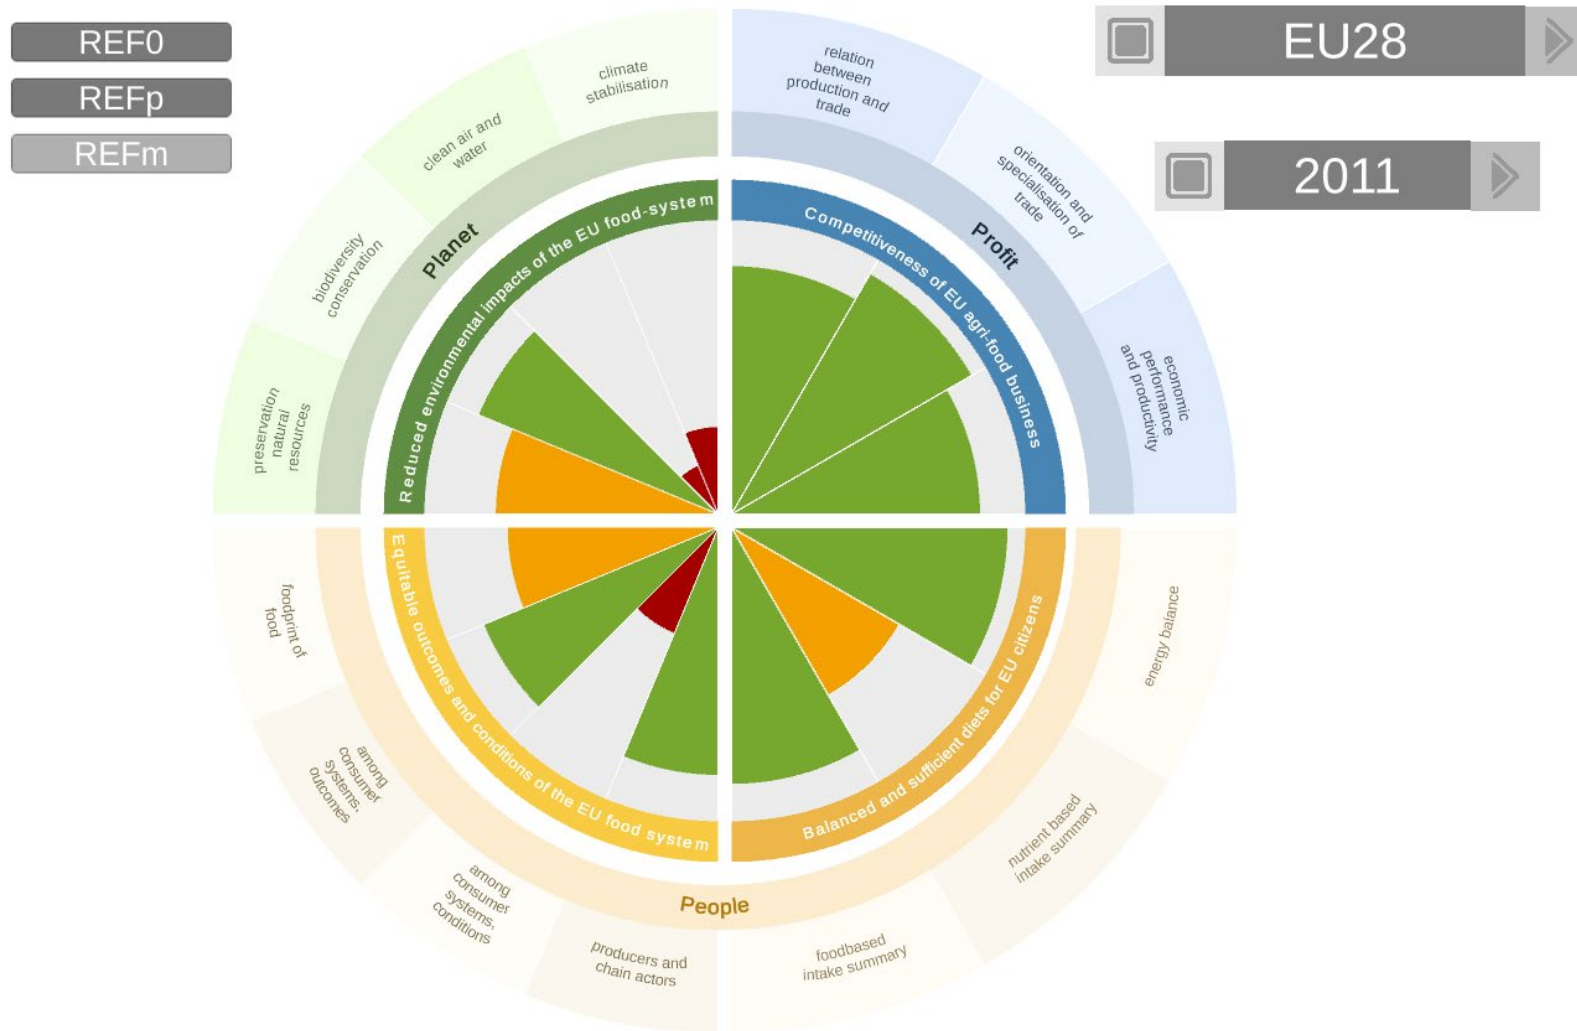 REF0
REFp
REFm
EU28
2011
climate
stabilisation
clean air and
water
biodiversity
conservation
preservation
natural
resources
Planet
Reduced environmental impacts of the EU food-system
relation
between
production and
trade
orientation and
specialisation of
trade
economic
performance
and productivity
Profit
Competitiveness of EU agri-food business
foodprint of
food
among
consumer
systems,
outcomes
among
consumer
systems,
conditions
producers and
chain actors
Equitable outcomes and conditions of the EU food system
People
energy balance
nutrient based
intake summary
foodbased
intake summary
Balanced and sufficient diets for EU citizens